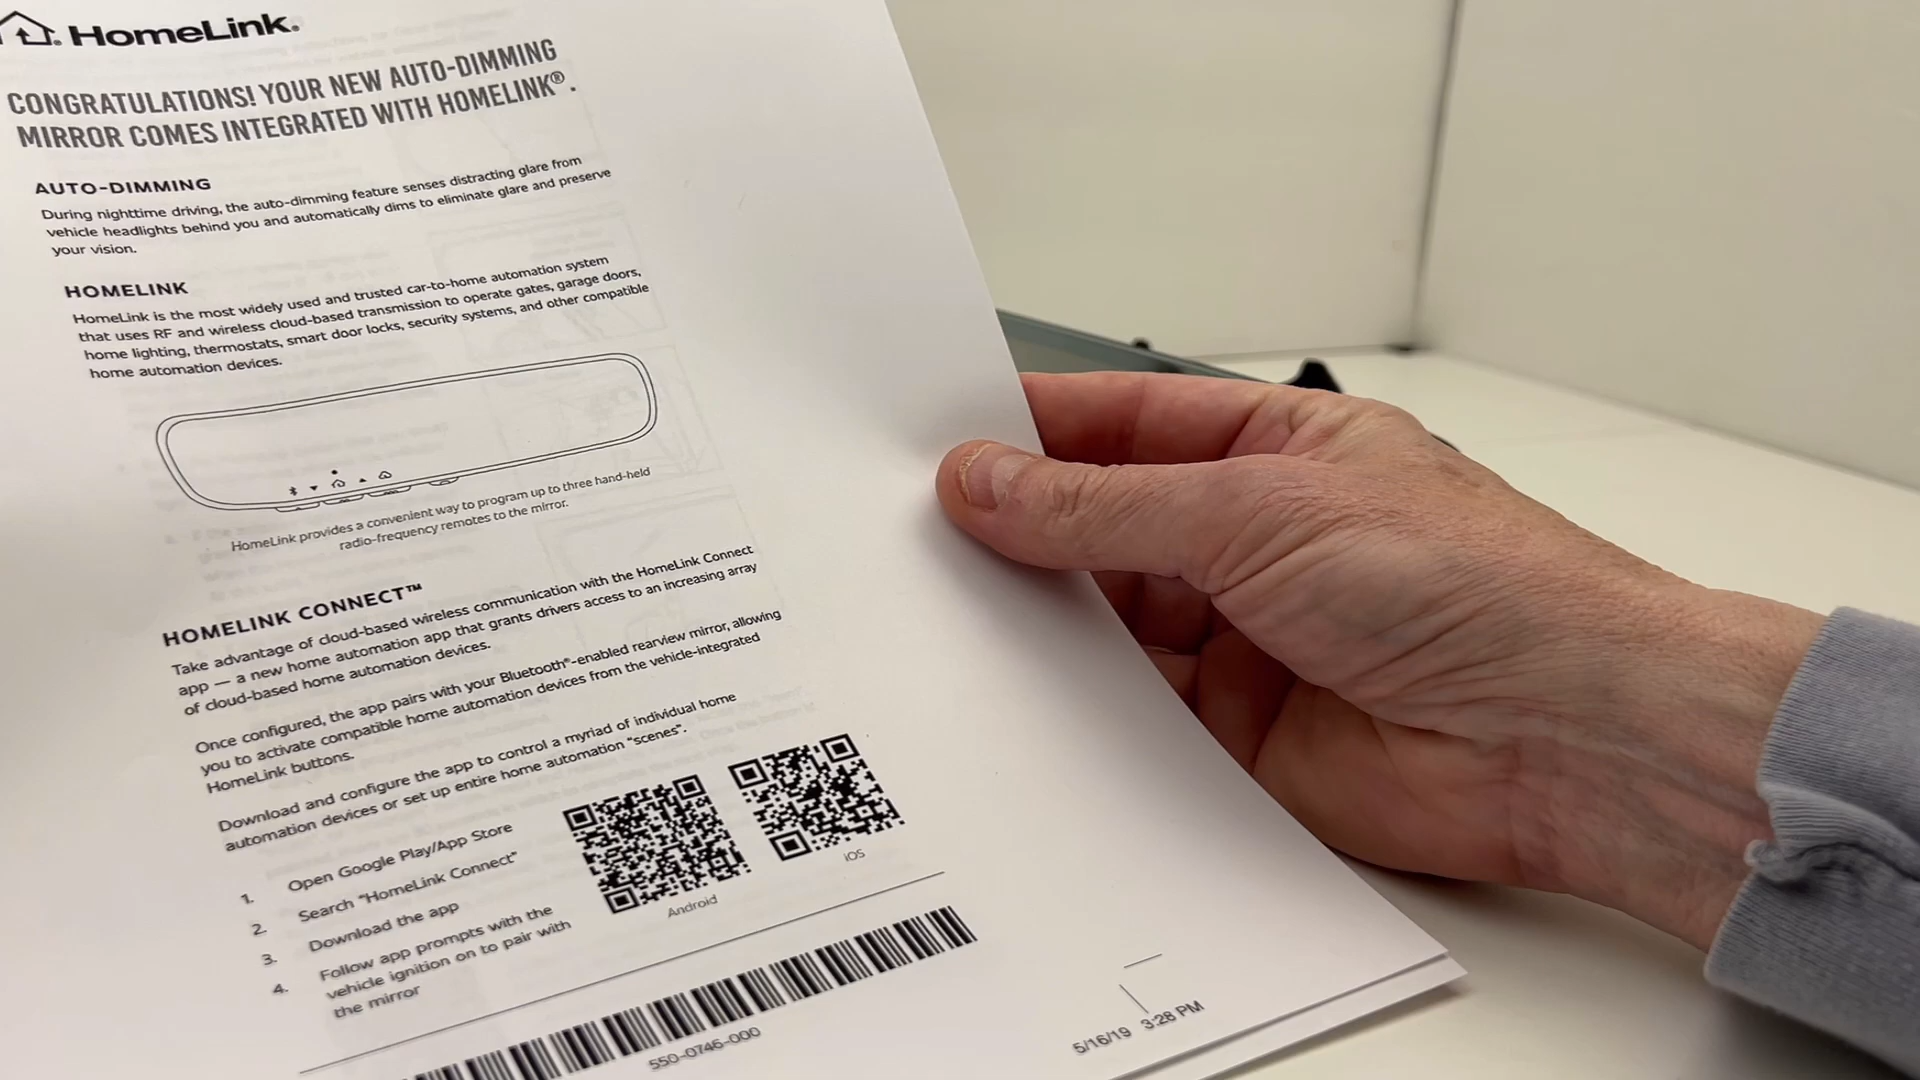 HomeLink®
CONGRATULATIONS! YOUR NEW AUTO-DIMMING
MIRROR COMES INTEGRATED WITH HOMELINK®.
AUTO-DIMMING
During nighttime driving, the auto-dimming feature senses distracting glare from
vehicle headlights behind you and automatically dims to eliminate glare and preserve
your vision.
HOMELINK
HomeLink is the most widely used and trusted car-to-home automation system
that uses RF and wireless cloud-based transmission to operate gates, garage doors,
home lighting, thermostats, smart door locks, security systems, and other compatible
home automation devices.
HomeLink provides a convenient way to program up to three hand-held
radio-frequency remotes to the mirror.
HOMELINK CONNECT™
Take advantage of cloud-based wireless communication with the HomeLink Connect
app — a new home automation app that grants drivers access to an increasing array
of cloud-based home automation devices.
Once configured, the app pairs with your Bluetooth®-enabled rearview mirror, allowing
you to activate compatible home automation devices from the vehicle-integrated
HomeLink buttons.
Download and configure the app to control a myriad of individual home
automation devices or set up entire home automation "scenes".
1. Open Google Play/App Store
2. Search "HomeLink Connect"
3. Download the app
4. Follow app prompts with the
vehicle ignition on to pair with
the mirror
Android
iOS
550-0746-000
5/16/19 3:28 PM